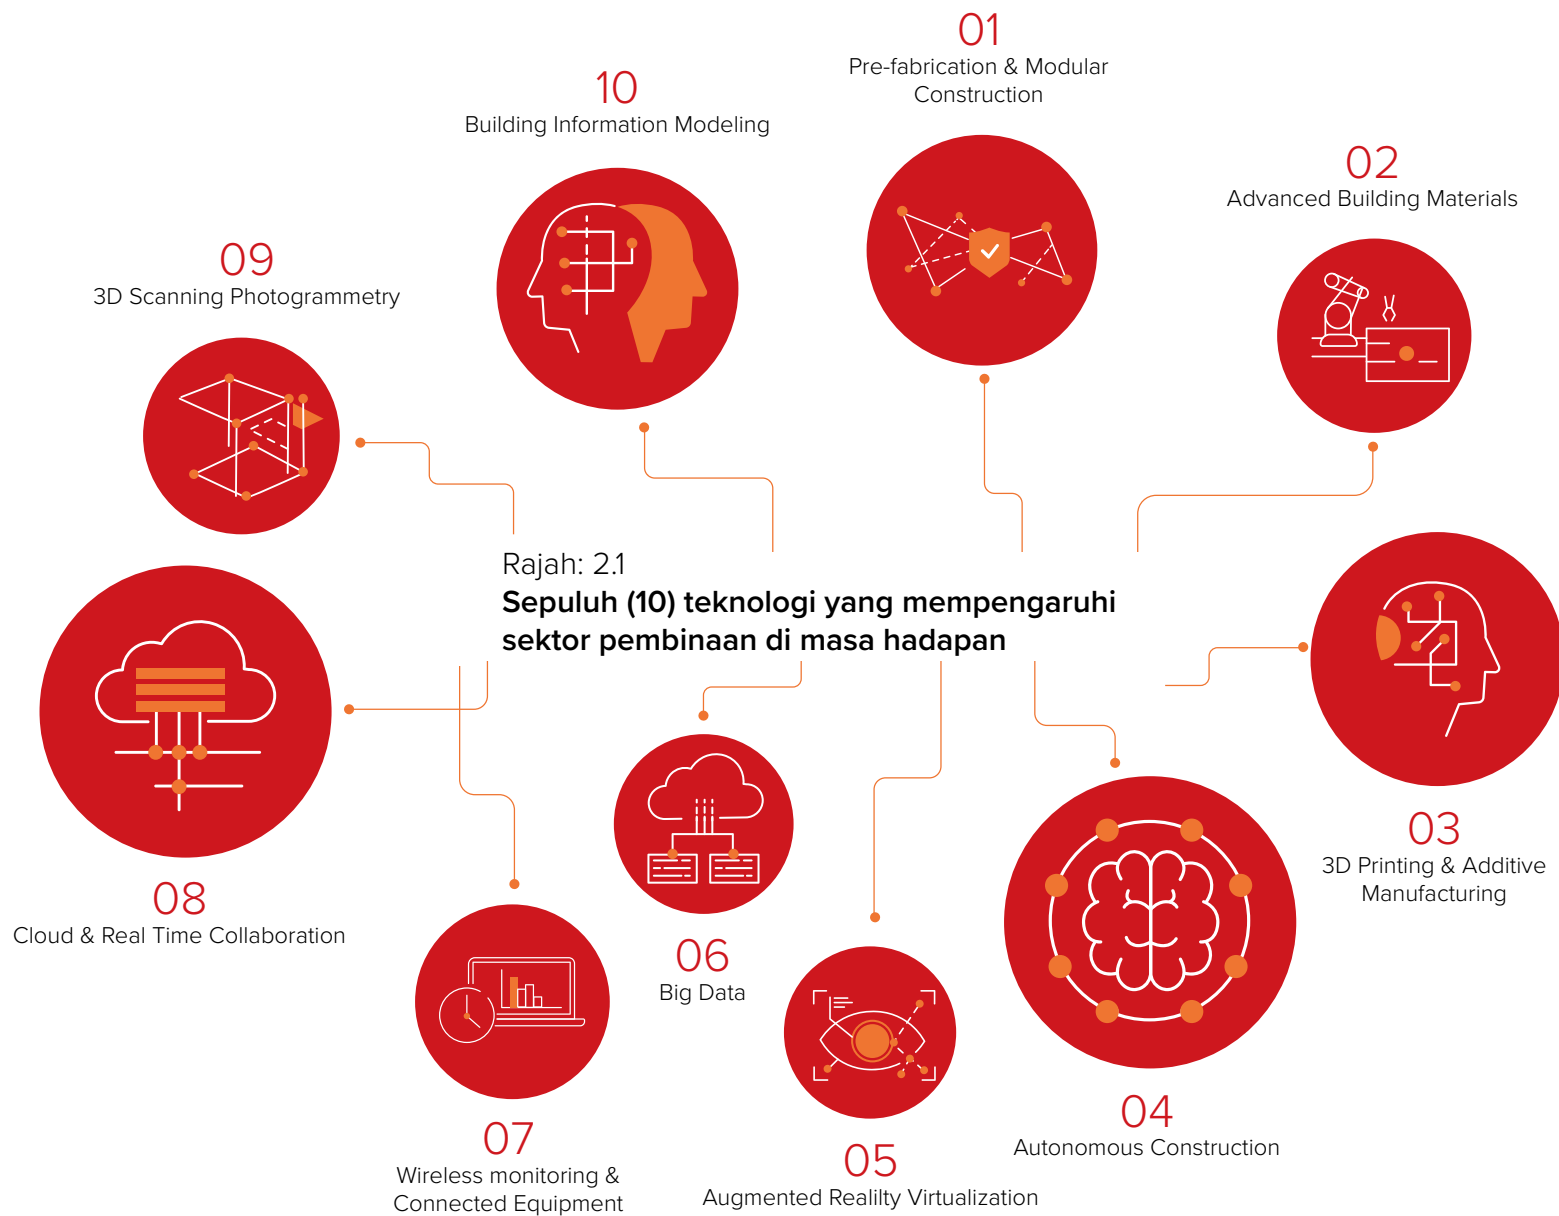 01
Pre-fabrication & Modular
Construction
10
Building Information Modeling
02
Advanced Building Materials
09
3D Scanning Photogrammetry
Rajah: 2.1
Sepuluh (10) teknologi yang mempengaruhi
sektor pembinaan di masa hadapan
03
3D Printing & Additive
Manufacturing
08
Cloud & Real Time Collaboration
06
Big Data
04
Autonomous Construction
07
Wireless monitoring &
Connected Equipment
05
Augmented Realilty Virtualization